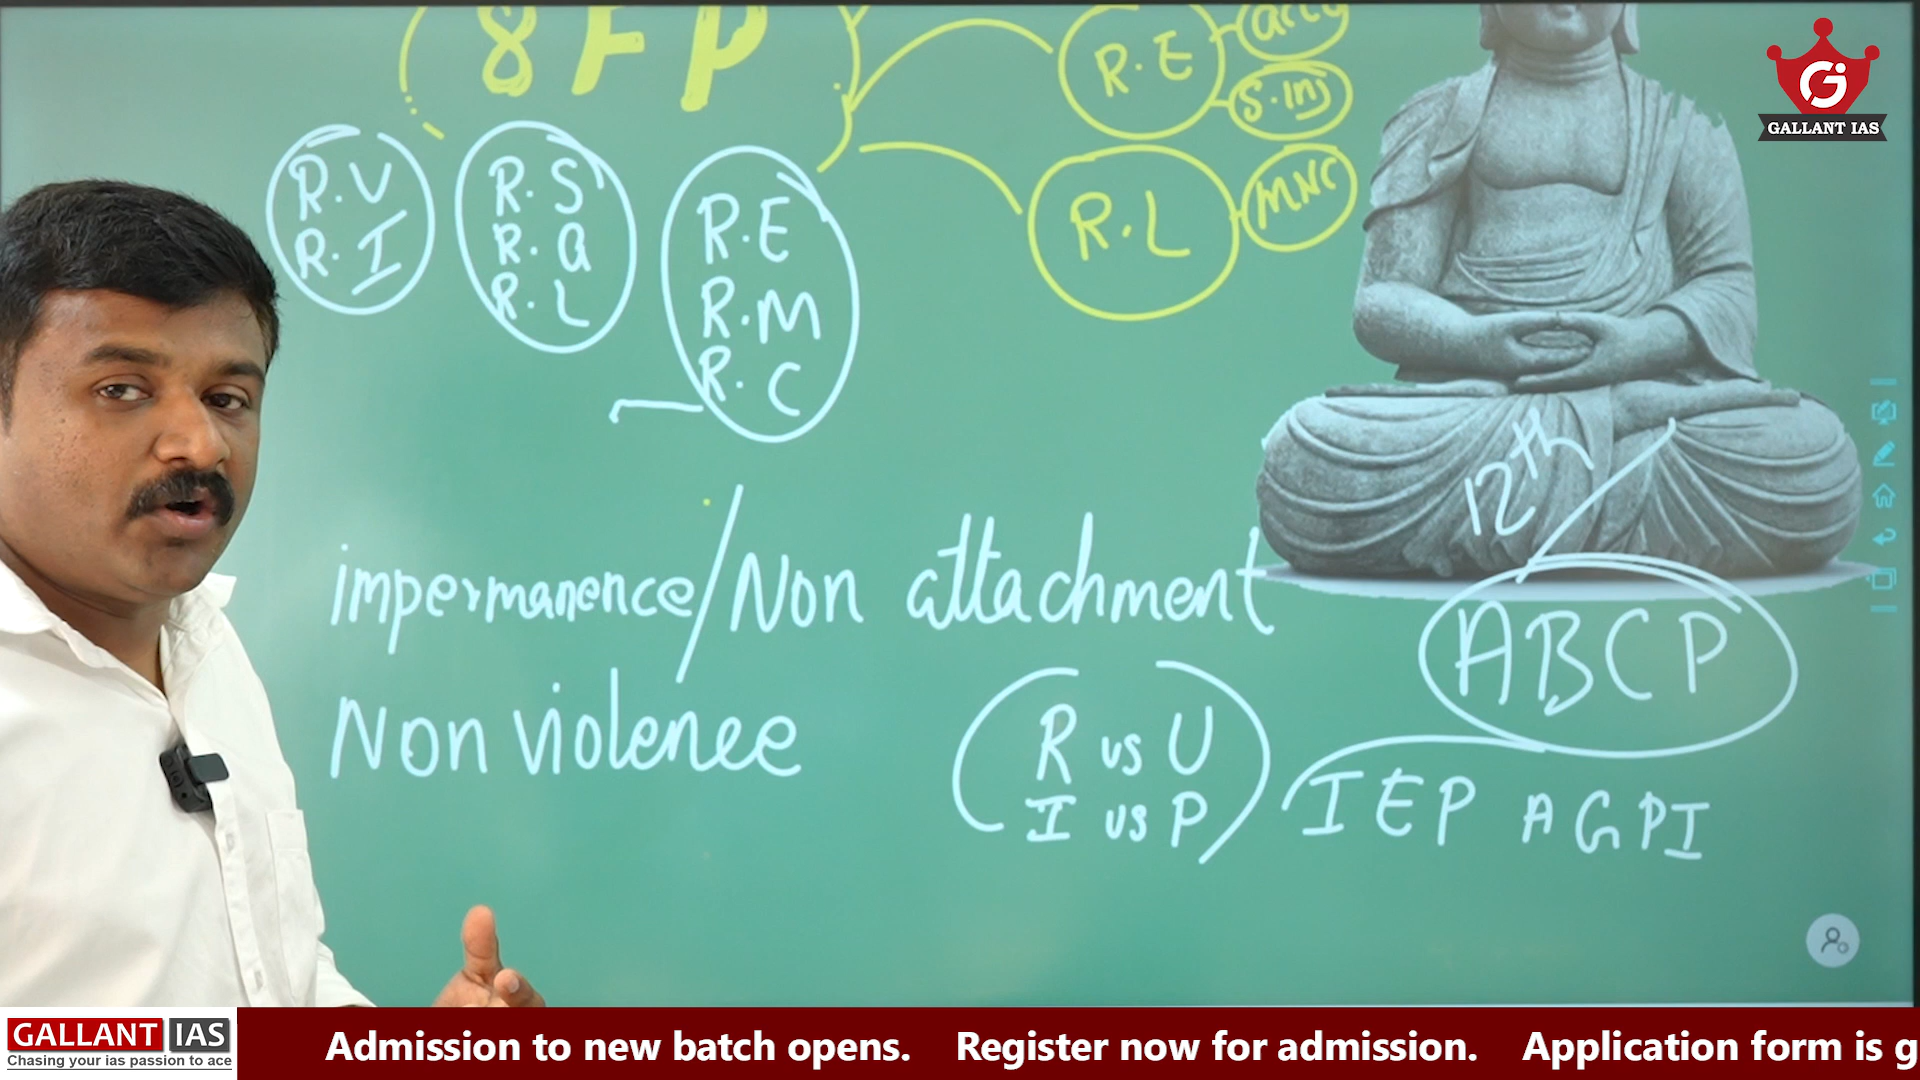 8FP
R.E
S.Inj
GALLANT IAS
R.V
R.I
R.S
R.a
R.L
R.E
R.M
R.C
R.L
MNC
12th
impermanence/Non attachment
ABCP
Non violence
R vs U
I vs P
IEP AGPI
GALLANT IAS
Chasing your ias passion to ace
Admission to new batch opens. Register now for admission. Application form is g